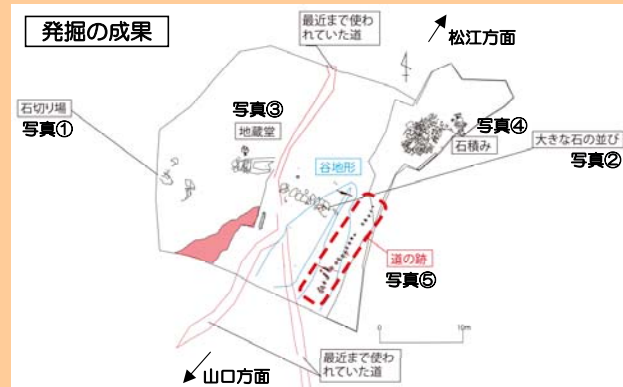 発掘の成果
最近まで使わ
れていた道
松江方面
石切り場
写真①
写真③
地蔵堂
写真④
石積み
大きな石の並び
写真②
谷地形
道の跡
写真⑤
0
10m
最近まで使わ
れていた道
山口方面